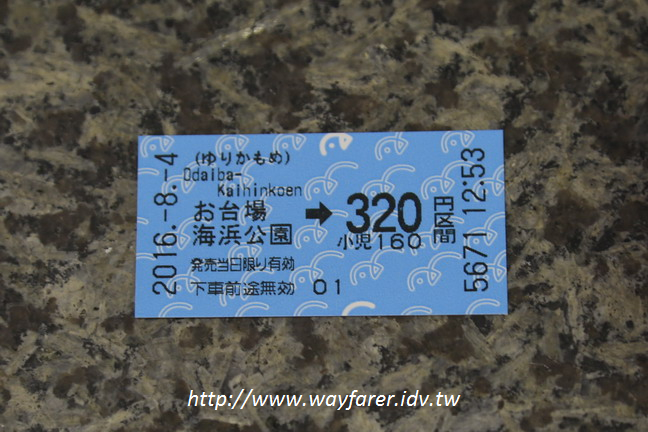 2016.-8.-4
(ゆりかもめ)
Odaiba-
Kaihinkoen
お台場
海浜公園
➡ 320円区間
小児160
発売当日限り有効
下車前途無効 01
5671 12:53
http://www.wayfarer.idv.tw